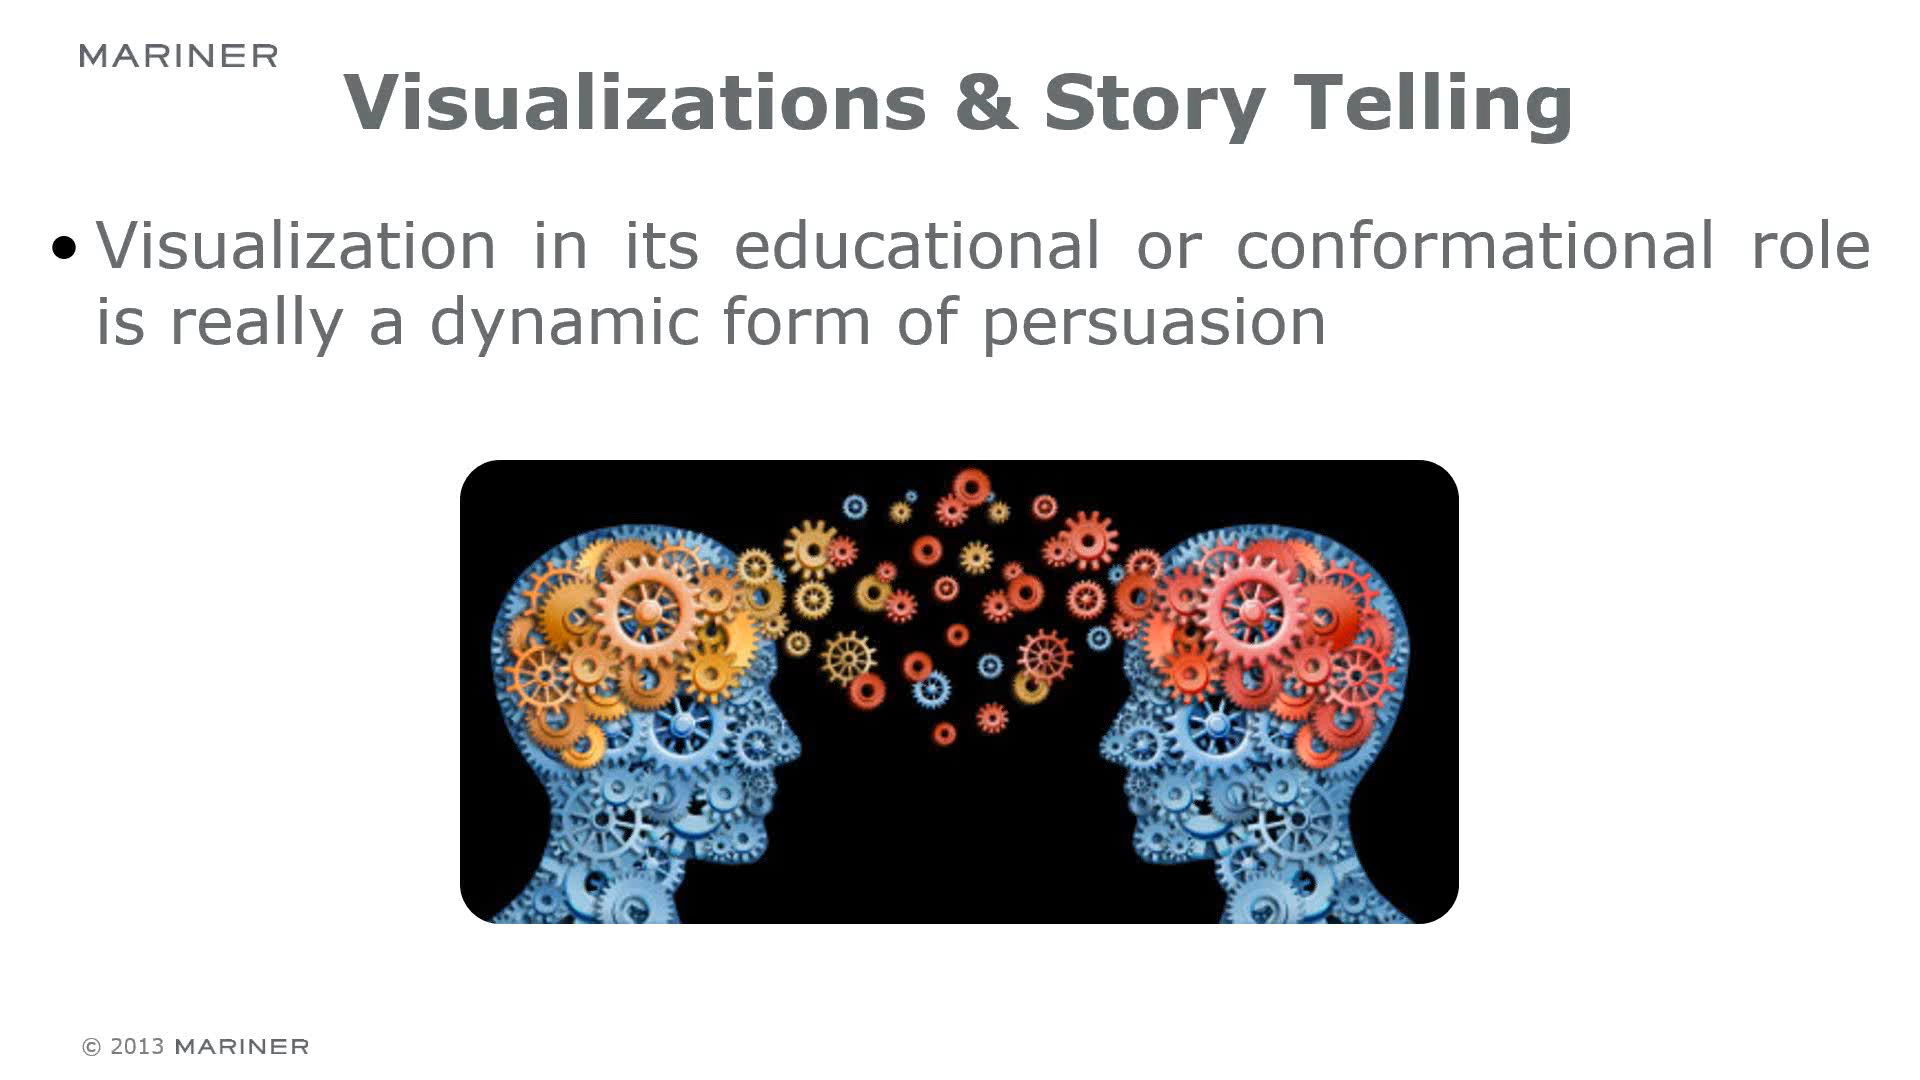 MARINER
Visualizations & Story Telling
• Visualization in its educational or conformational role
is really a dynamic form of persuasion
© 2013 MARINER